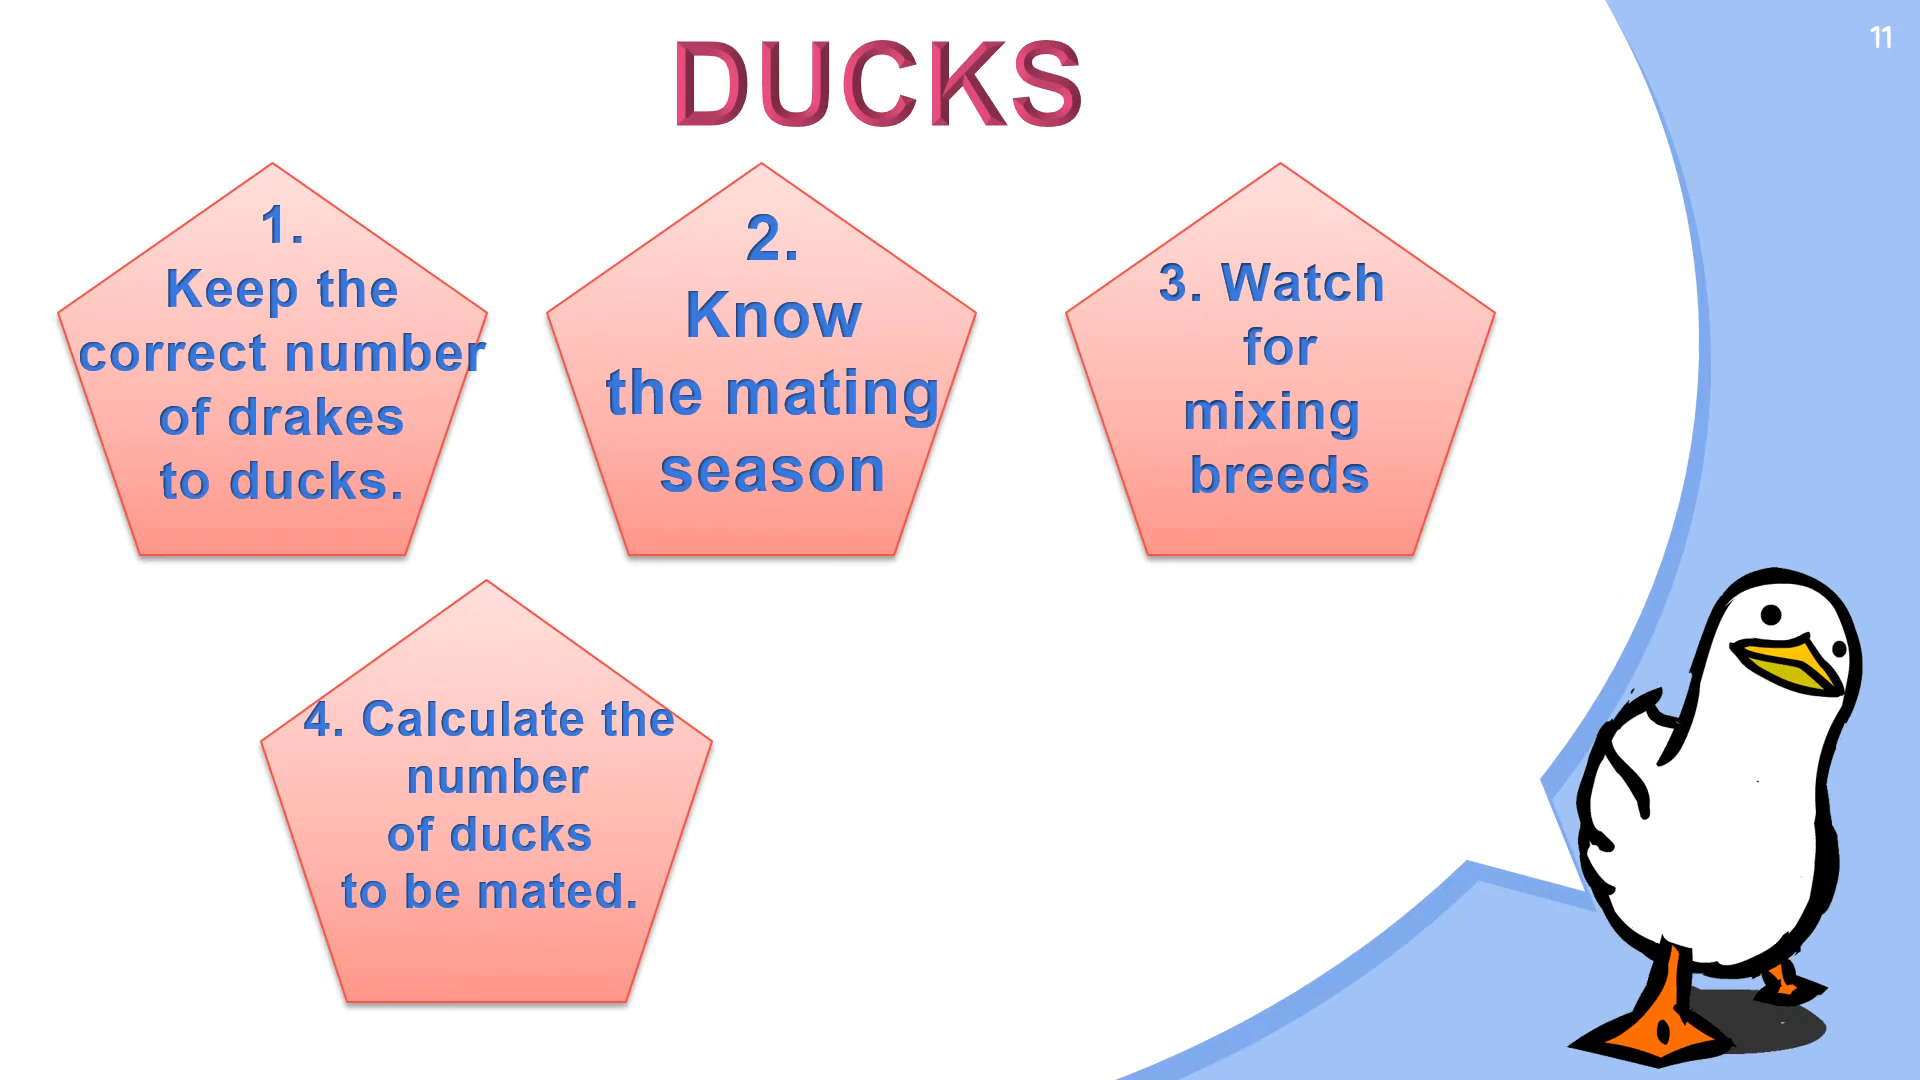 11
DUCKS
1.
Keep the
correct number
of drakes
to ducks.
2.
Know
the mating
season
3. Watch
for
mixing
breeds
4. Calculate the
number
of ducks
to be mated.